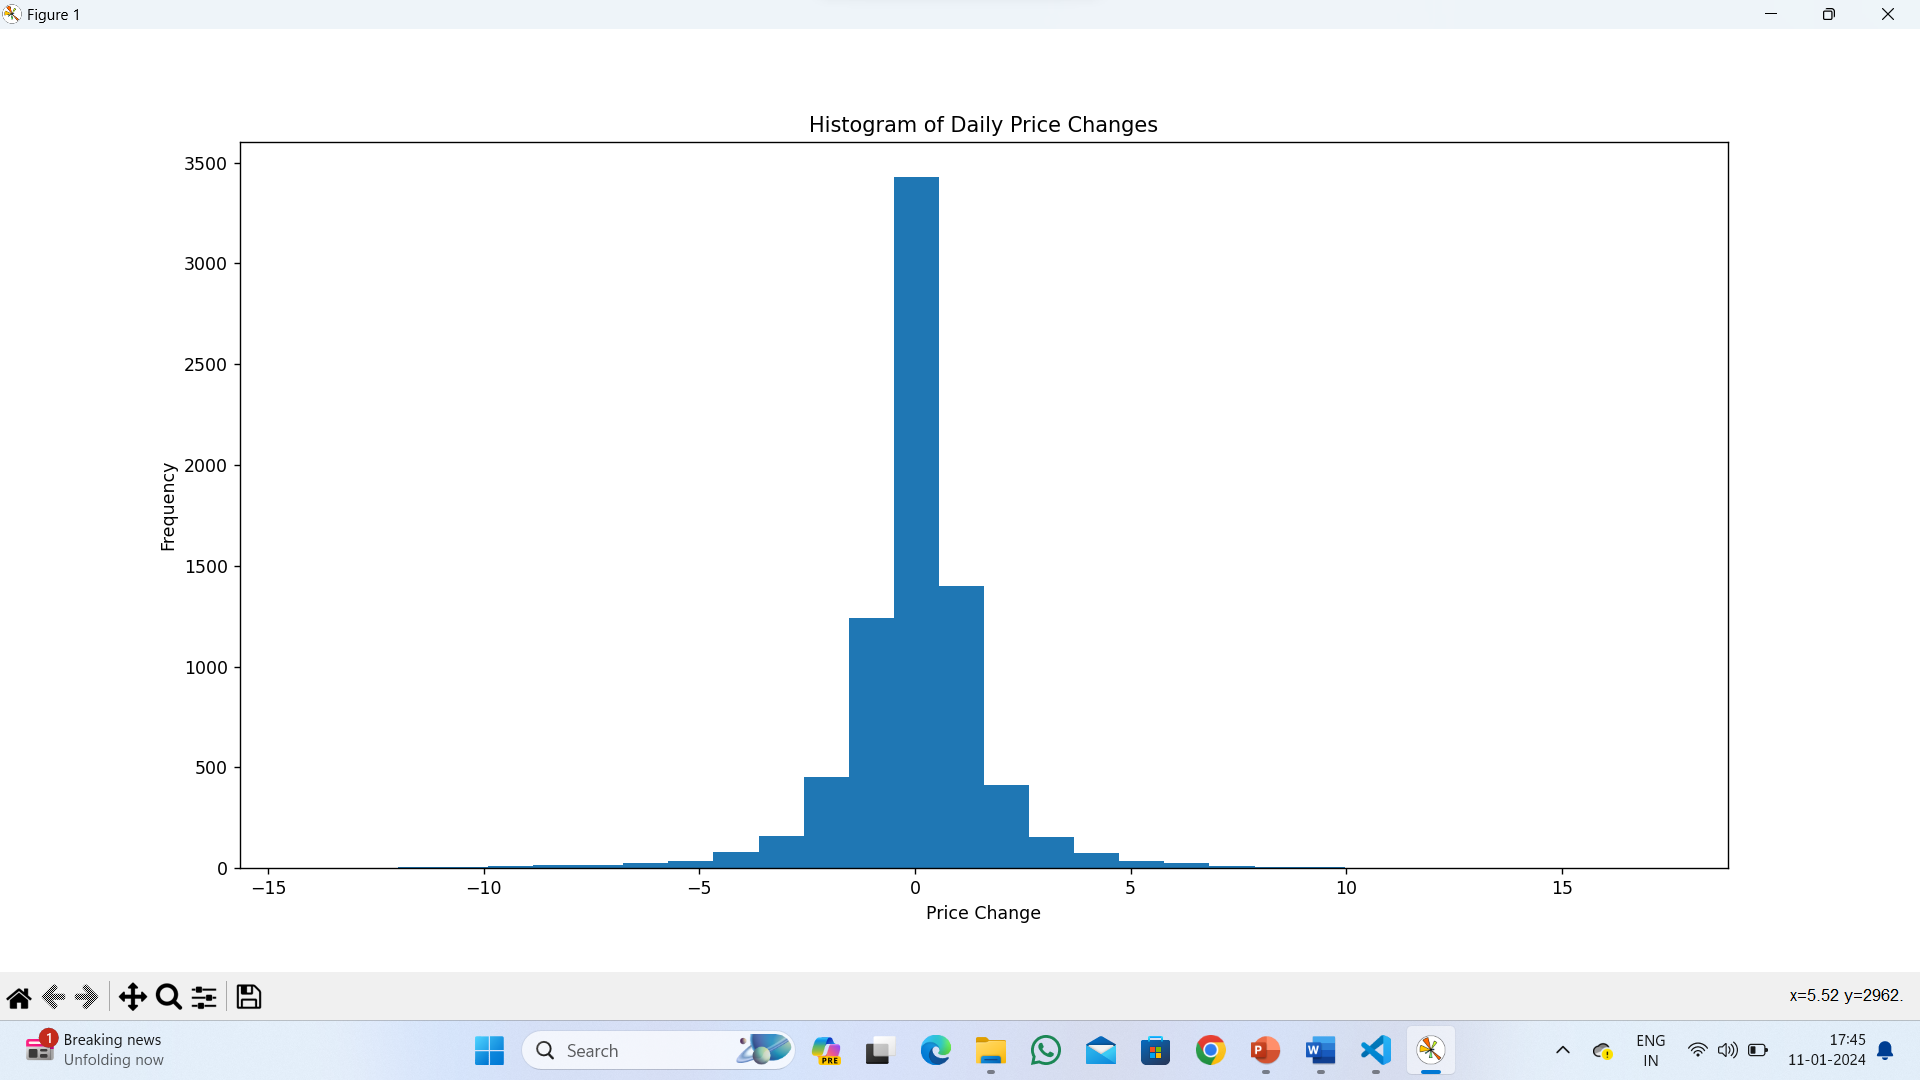 Figure 1
Histogram of Daily Price Changes
3500
3000
2500
2000
1500
1000
500
0
Frequency
−15
−10
−5
0
5
10
15
Price Change
x=5.52 y=2962.
1
Breaking news
Unfolding now
Search
PRE
P
W
ENG
IN
17:45
11-01-2024